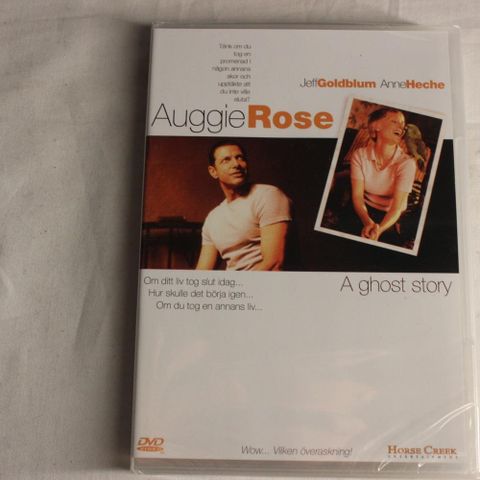 Tänk om du
tog en
promenad i
någon annans
skor och
upptäckte att
du inte ville
sluta?
JeffGoldblum AnneHeche
AuggieRose
A ghost story
Om ditt liv tog slut idag...
Hur skulle det börja igen...
Om du tog en annans liv...
DVD
VIDEO
Wow... Vilken överaskning!
HORSE CREEK
ENTERTAINMENT